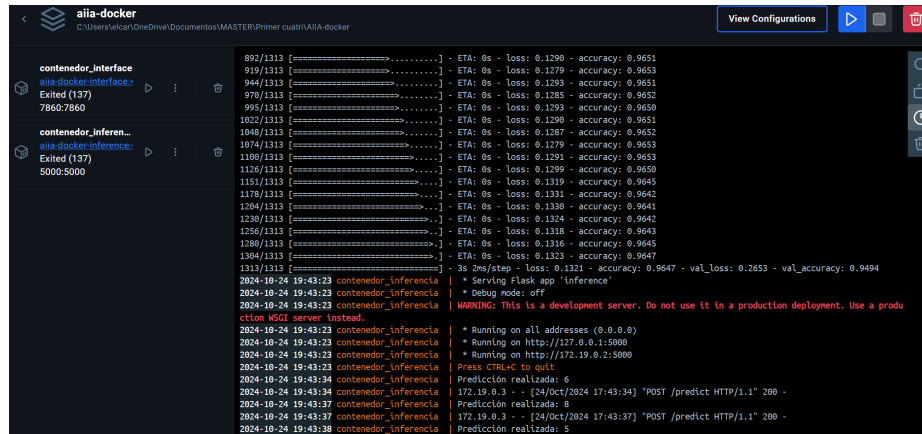 aiia-docker
C:\Users\elcar\OneDrive\Documentos\MASTER\Primer cuatri\AIIA-docker
View Configurations
contenedor_interface
aiia-docker-interface:<
Exited (137)
7860:7860
contenedor_inferen...
aiia-docker-inference:<
Exited (137)
5000:5000
892/1313 [===================>..........] - ETA: 0s - loss: 0.1290 - accuracy: 0.9651
919/1313 [===================>.........] - ETA: 0s - loss: 0.1279 - accuracy: 0.9653
944/1313 [====================>.........] - ETA: 0s - loss: 0.1293 - accuracy: 0.9651
970/1313 [=====================>........] - ETA: 0s - loss: 0.1285 - accuracy: 0.9652
995/1313 [=====================>........] - ETA: 0s - loss: 0.1293 - accuracy: 0.9650
1022/1313 [======================>.......] - ETA: 0s - loss: 0.1290 - accuracy: 0.9651
1048/1313 [======================>.......] - ETA: 0s - loss: 0.1287 - accuracy: 0.9652
1074/1313 [=======================>......] - ETA: 0s - loss: 0.1279 - accuracy: 0.9653
1100/1313 [========================>.....] - ETA: 0s - loss: 0.1291 - accuracy: 0.9653
1126/1313 [========================>.....] - ETA: 0s - loss: 0.1299 - accuracy: 0.9650
1151/1313 [=========================>....] - ETA: 0s - loss: 0.1319 - accuracy: 0.9645
1178/1313 [=========================>....] - ETA: 0s - loss: 0.1331 - accuracy: 0.9642
1204/1313 [==========================>...] - ETA: 0s - loss: 0.1330 - accuracy: 0.9641
1230/1314 [===========================>..] - ETA: 0s - loss: 0.1324 - accuracy: 0.9642
1256/1313 [===========================>..] - ETA: 0s - loss: 0.1318 - accuracy: 0.9643
1280/1313 [============================>.] - ETA: 0s - loss: 0.1316 - accuracy: 0.9645
1304/1313 [============================>.] - ETA: 0s - loss: 0.1323 - accuracy: 0.9647
1313/1313 [==============================] - 3s 2ms/step - loss: 0.1321 - accuracy: 0.9647 - val_loss: 0.2653 - val_accuracy: 0.9494
2024-10-24 19:43:23 contenedor_inferencia | * Serving Flask app 'inference'
2024-10-24 19:43:23 contenedor_inferencia | * Debug mode: off
2024-10-24 19:43:23 contenedor_inferencia | WARNING: This is a development server. Do not use it in a production deployment. Use a produ
ction WSGI server instead.
2024-10-24 19:43:23 contenedor_inferencia | * Running on all addresses (0.0.0.0)
2024-10-24 19:43:23 contenedor_inferencia | * Running on http://127.0.0.1:5000
2024-10-24 19:43:23 contenedor_inferencia | * Running on http://172.19.0.2:5000
2024-10-24 19:43:23 contenedor_inferencia | Press CTRL+C to quit
2024-10-24 19:43:34 contenedor_inferencia | Predicción realizada: 6
2024-10-24 19:43:34 contenedor_inferencia | 172.19.0.3 - - [24/Oct/2024 17:43:34] "POST /predict HTTP/1.1" 200 -
2024-10-24 19:43:37 contenedor_inferencia | Predicción realizada: 8
2024-10-24 19:43:37 contenedor_inferencia | 172.19.0.3 - - [24/Oct/2024 17:43:37] "POST /predict HTTP/1.1" 200 -
2024-10-24 19:43:38 contenedor_inferencia | Predicción realizada: 5